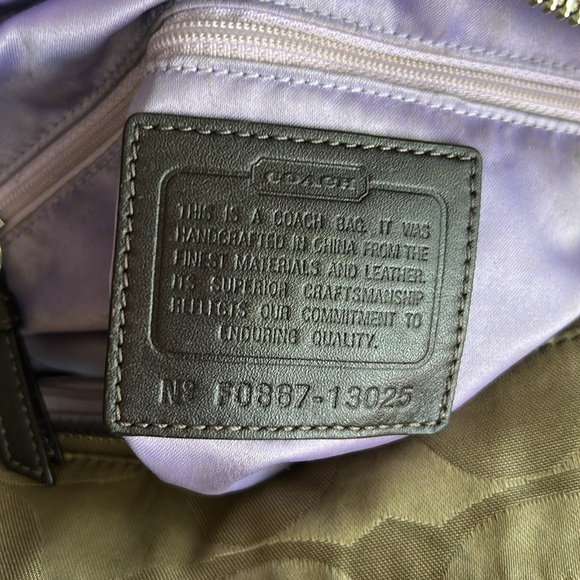 COACH
THIS IS A COACH BAG. IT WAS
HANDCRAFTED IN CHINA FROM THE
FINEST MATERIALS AND LEATHER.
ITS SUPERIOR CRAFTSMANSHIP
REFLECTS OUR COMMITMENT TO
ENDURING QUALITY.
Nº F0887-13025